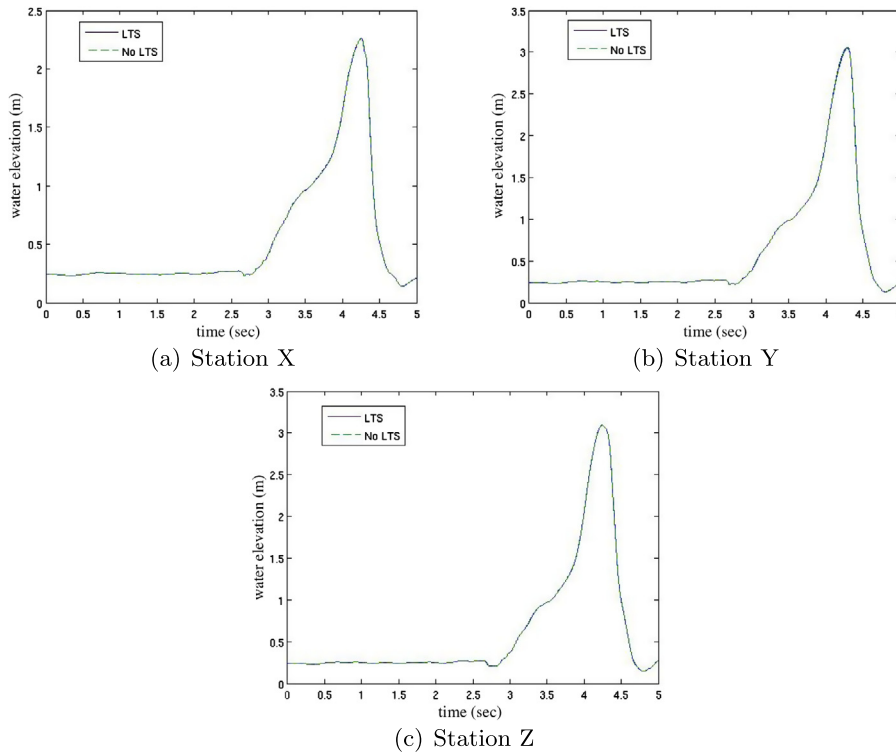 2.5
2
1.5
1
0.5
0
water elevation (m)
LTS
No LTS
0 0.5 1 1.5 2 2.5 3 3.5 4 4.5 5
time (sec)
(a) Station X
3.5
3
2.5
2
1.5
1
0.5
0
water elevation (m)
LTS
No LTS
0 0.5 1 1.5 2 2.5 3 3.5 4 4.5
time (sec)
(b) Station Y
3.5
3
2.5
2
1.5
1
0.5
0
water elevation (m)
LTS
No LTS
0 0.5 1 1.5 2 2.5 3 3.5 4 4.5 5
time (sec)
(c) Station Z